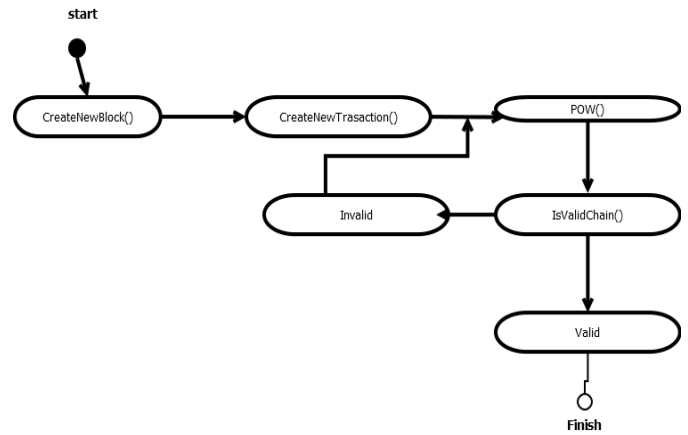 start
CreateNewBlock()
CreateNewTrasaction()
POW()
Invalid
IsValidChain()
Valid
Finish